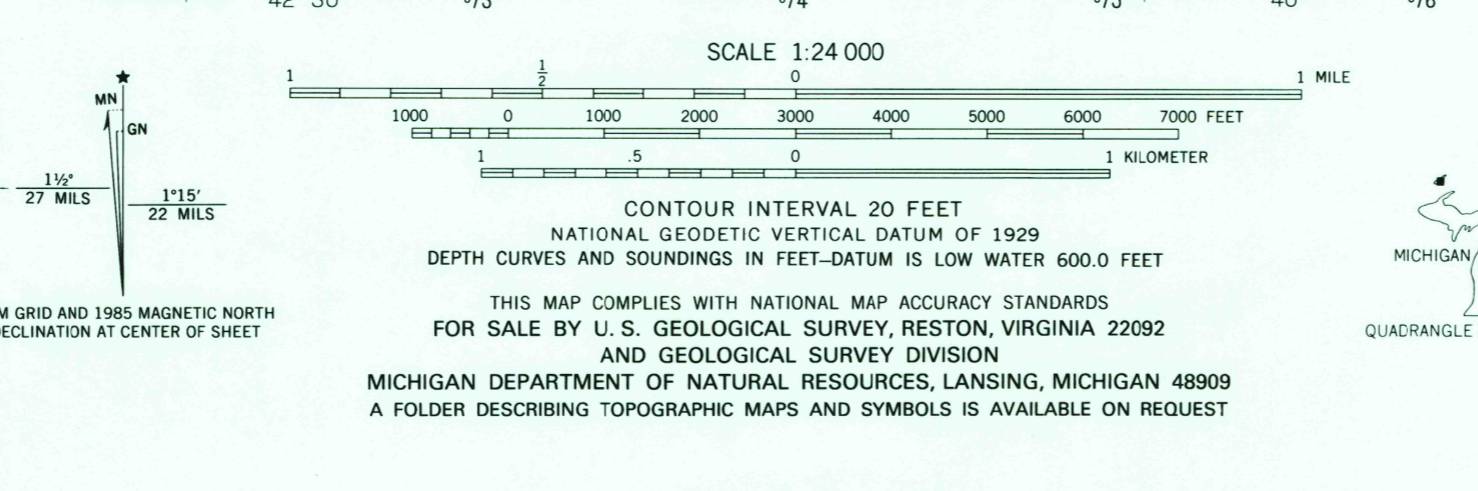 SCALE 1:24 000
1 1/2 0 1 MILE
1000 0 1000 2000 3000 4000 5000 6000 7000 FEET
1 .5 0 1 KILOMETER
MN
GN
1½°
27 MILS
1°15′
22 MILS
M GRID AND 1985 MAGNETIC NORTH
DECLINATION AT CENTER OF SHEET
CONTOUR INTERVAL 20 FEET
NATIONAL GEODETIC VERTICAL DATUM OF 1929
DEPTH CURVES AND SOUNDINGS IN FEET—DATUM IS LOW WATER 600.0 FEET
THIS MAP COMPLIES WITH NATIONAL MAP ACCURACY STANDARDS
FOR SALE BY U. S. GEOLOGICAL SURVEY, RESTON, VIRGINIA 22092
AND GEOLOGICAL SURVEY DIVISION
MICHIGAN DEPARTMENT OF NATURAL RESOURCES, LANSING, MICHIGAN 48909
A FOLDER DESCRIBING TOPOGRAPHIC MAPS AND SYMBOLS IS AVAILABLE ON REQUEST
MICHIGAN
QUADRANGLE